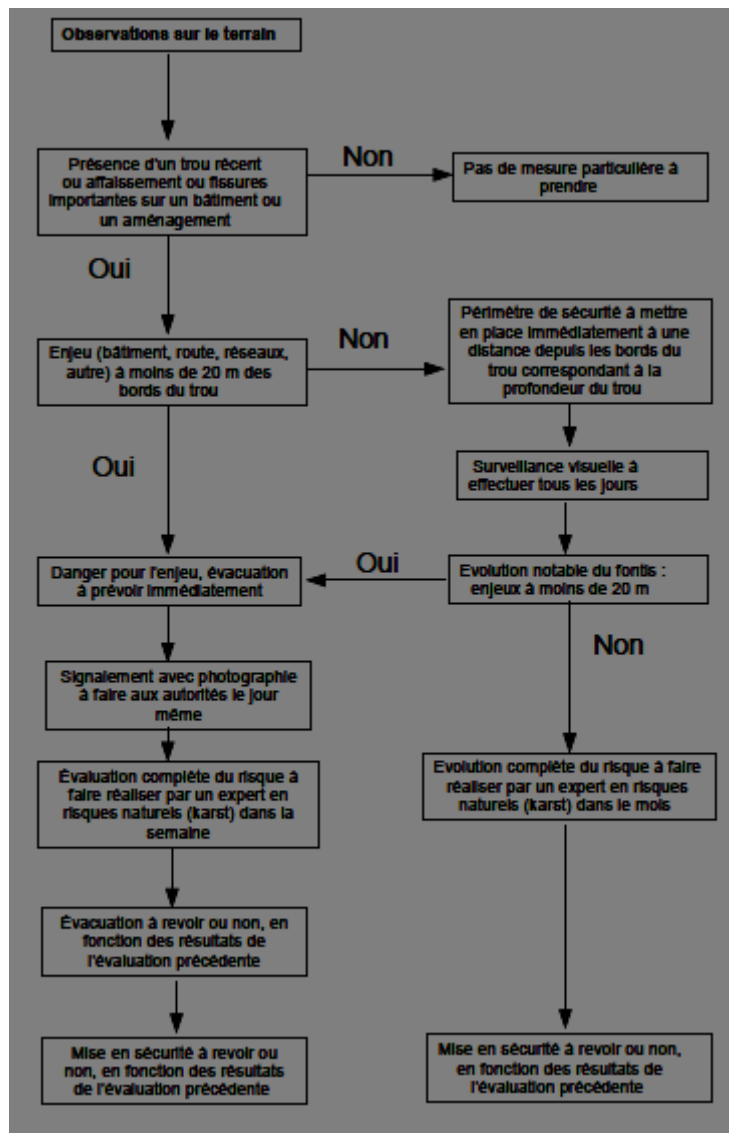 Observations sur le terrain
Présence d'un trou récent
ou affaissement ou fissures
importantes sur un bâtiment ou
un aménagement
Non
Pas de mesure particulière à
prendre
Oui
Enjeu (bâtiment, route, réseaux,
autre) à moins de 20 m des
bords du trou
Non
Périmètre de sécurité à mettre
en place immédiatement à une
distance depuis les bords du
trou correspondant à la
profondeur du trou
Oui
Surveillance visuelle à
effectuer tous les jours
Danger pour l'enjeu, évacuation
à prévoir immédiatement
Oui
Evolution notable du fontis :
enjeux à moins de 20 m
Non
Signalement avec photographie
à faire aux autorités le jour
même
Évaluation complète du risque à
faire réaliser par un expert en
risques naturels (karst) dans la
semaine
Evolution complète du risque à faire
réaliser par un expert en risques
naturels (karst) dans le mois
Évacuation à revoir ou non, en
fonction des résultats de
l'évaluation précédente
Mise en sécurité à revoir ou
non, en fonction des résultats
de l'évaluation précédente
Mise en sécurité à revoir ou non,
en fonction des résultats de
l'évaluation précédente